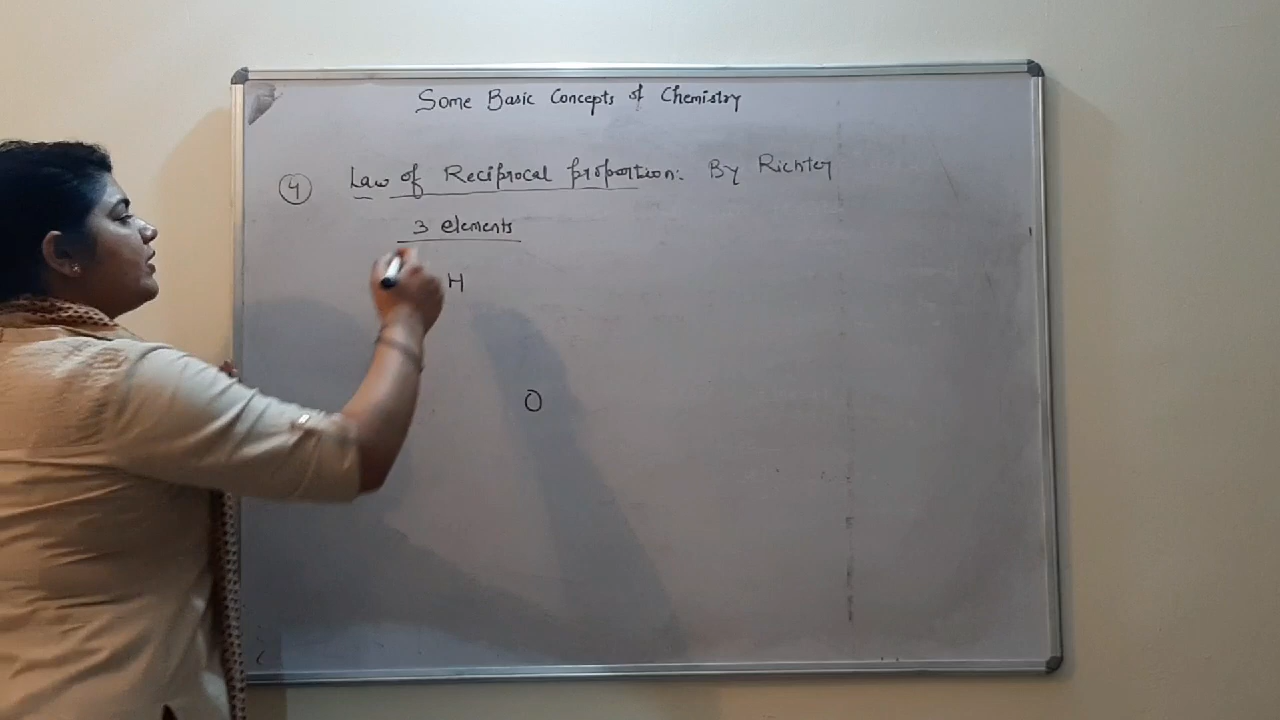 Some Basic Concepts of Chemistry
4 Law of Reciprocal proportion: By Richter
3 elements
H
O